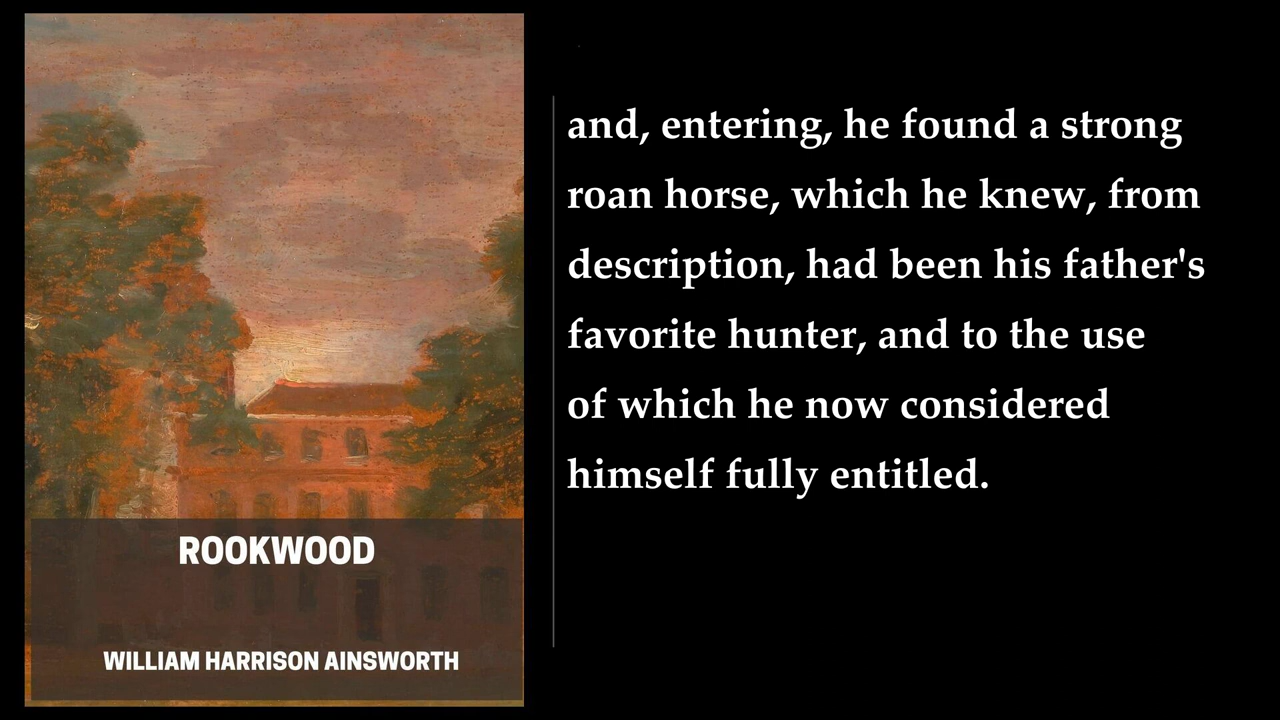 and, entering, he found a strong
roan horse, which he knew, from
description, had been his father's
favorite hunter, and to the use
of which he now considered
himself fully entitled.
ROOKWOOD
WILLIAM HARRISON AINSWORTH